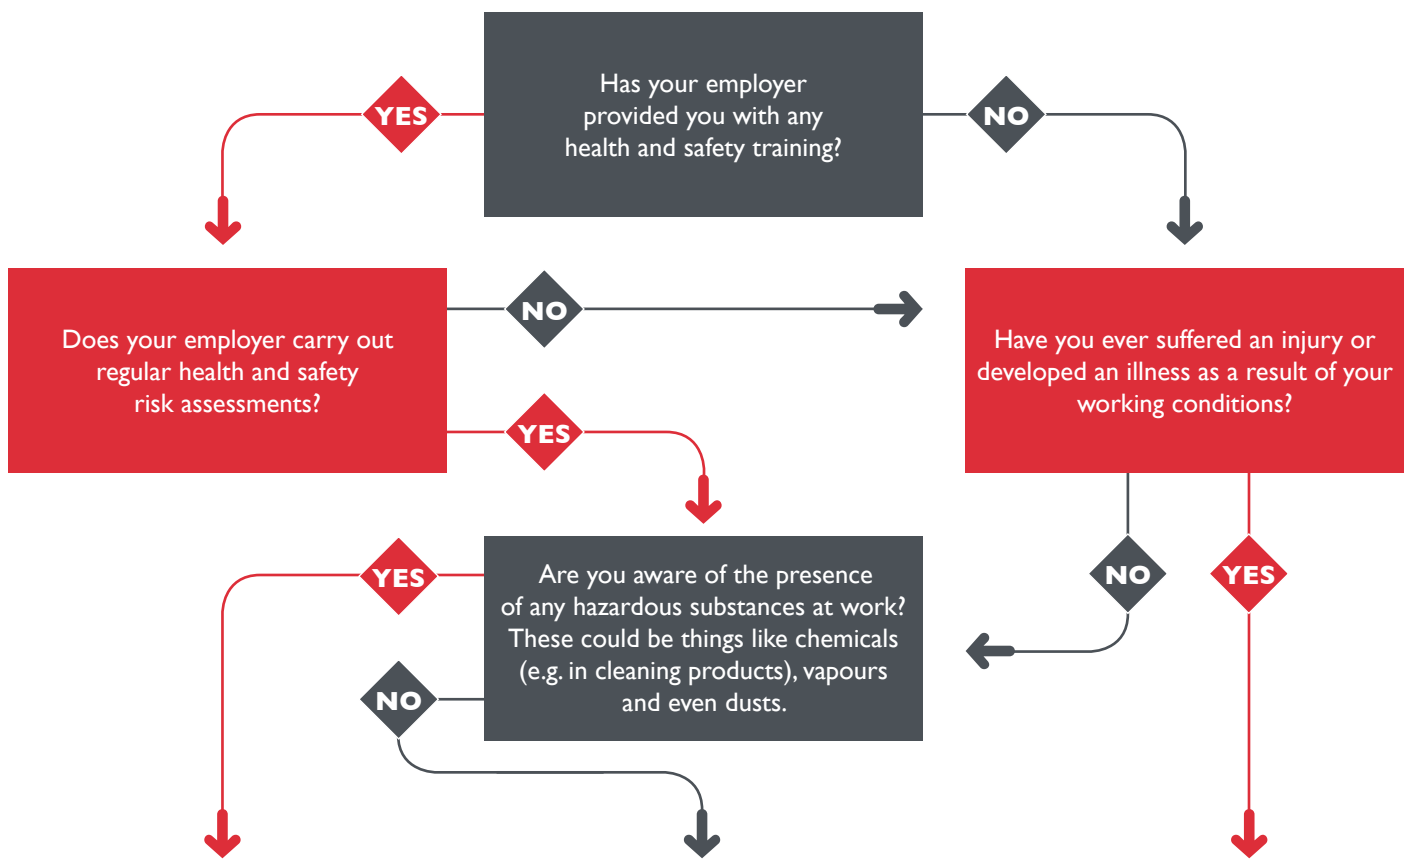 Has your employer
provided you with any
health and safety training?
YES
NO
Does your employer carry out
regular health and safety
risk assessments?
NO
YES
Have you ever suffered an injury or
developed an illness as a result of your
working conditions?
NO
YES
Are you aware of the presence
of any hazardous substances at work?
These could be things like chemicals
(e.g. in cleaning products), vapours
and even dusts.
YES
NO